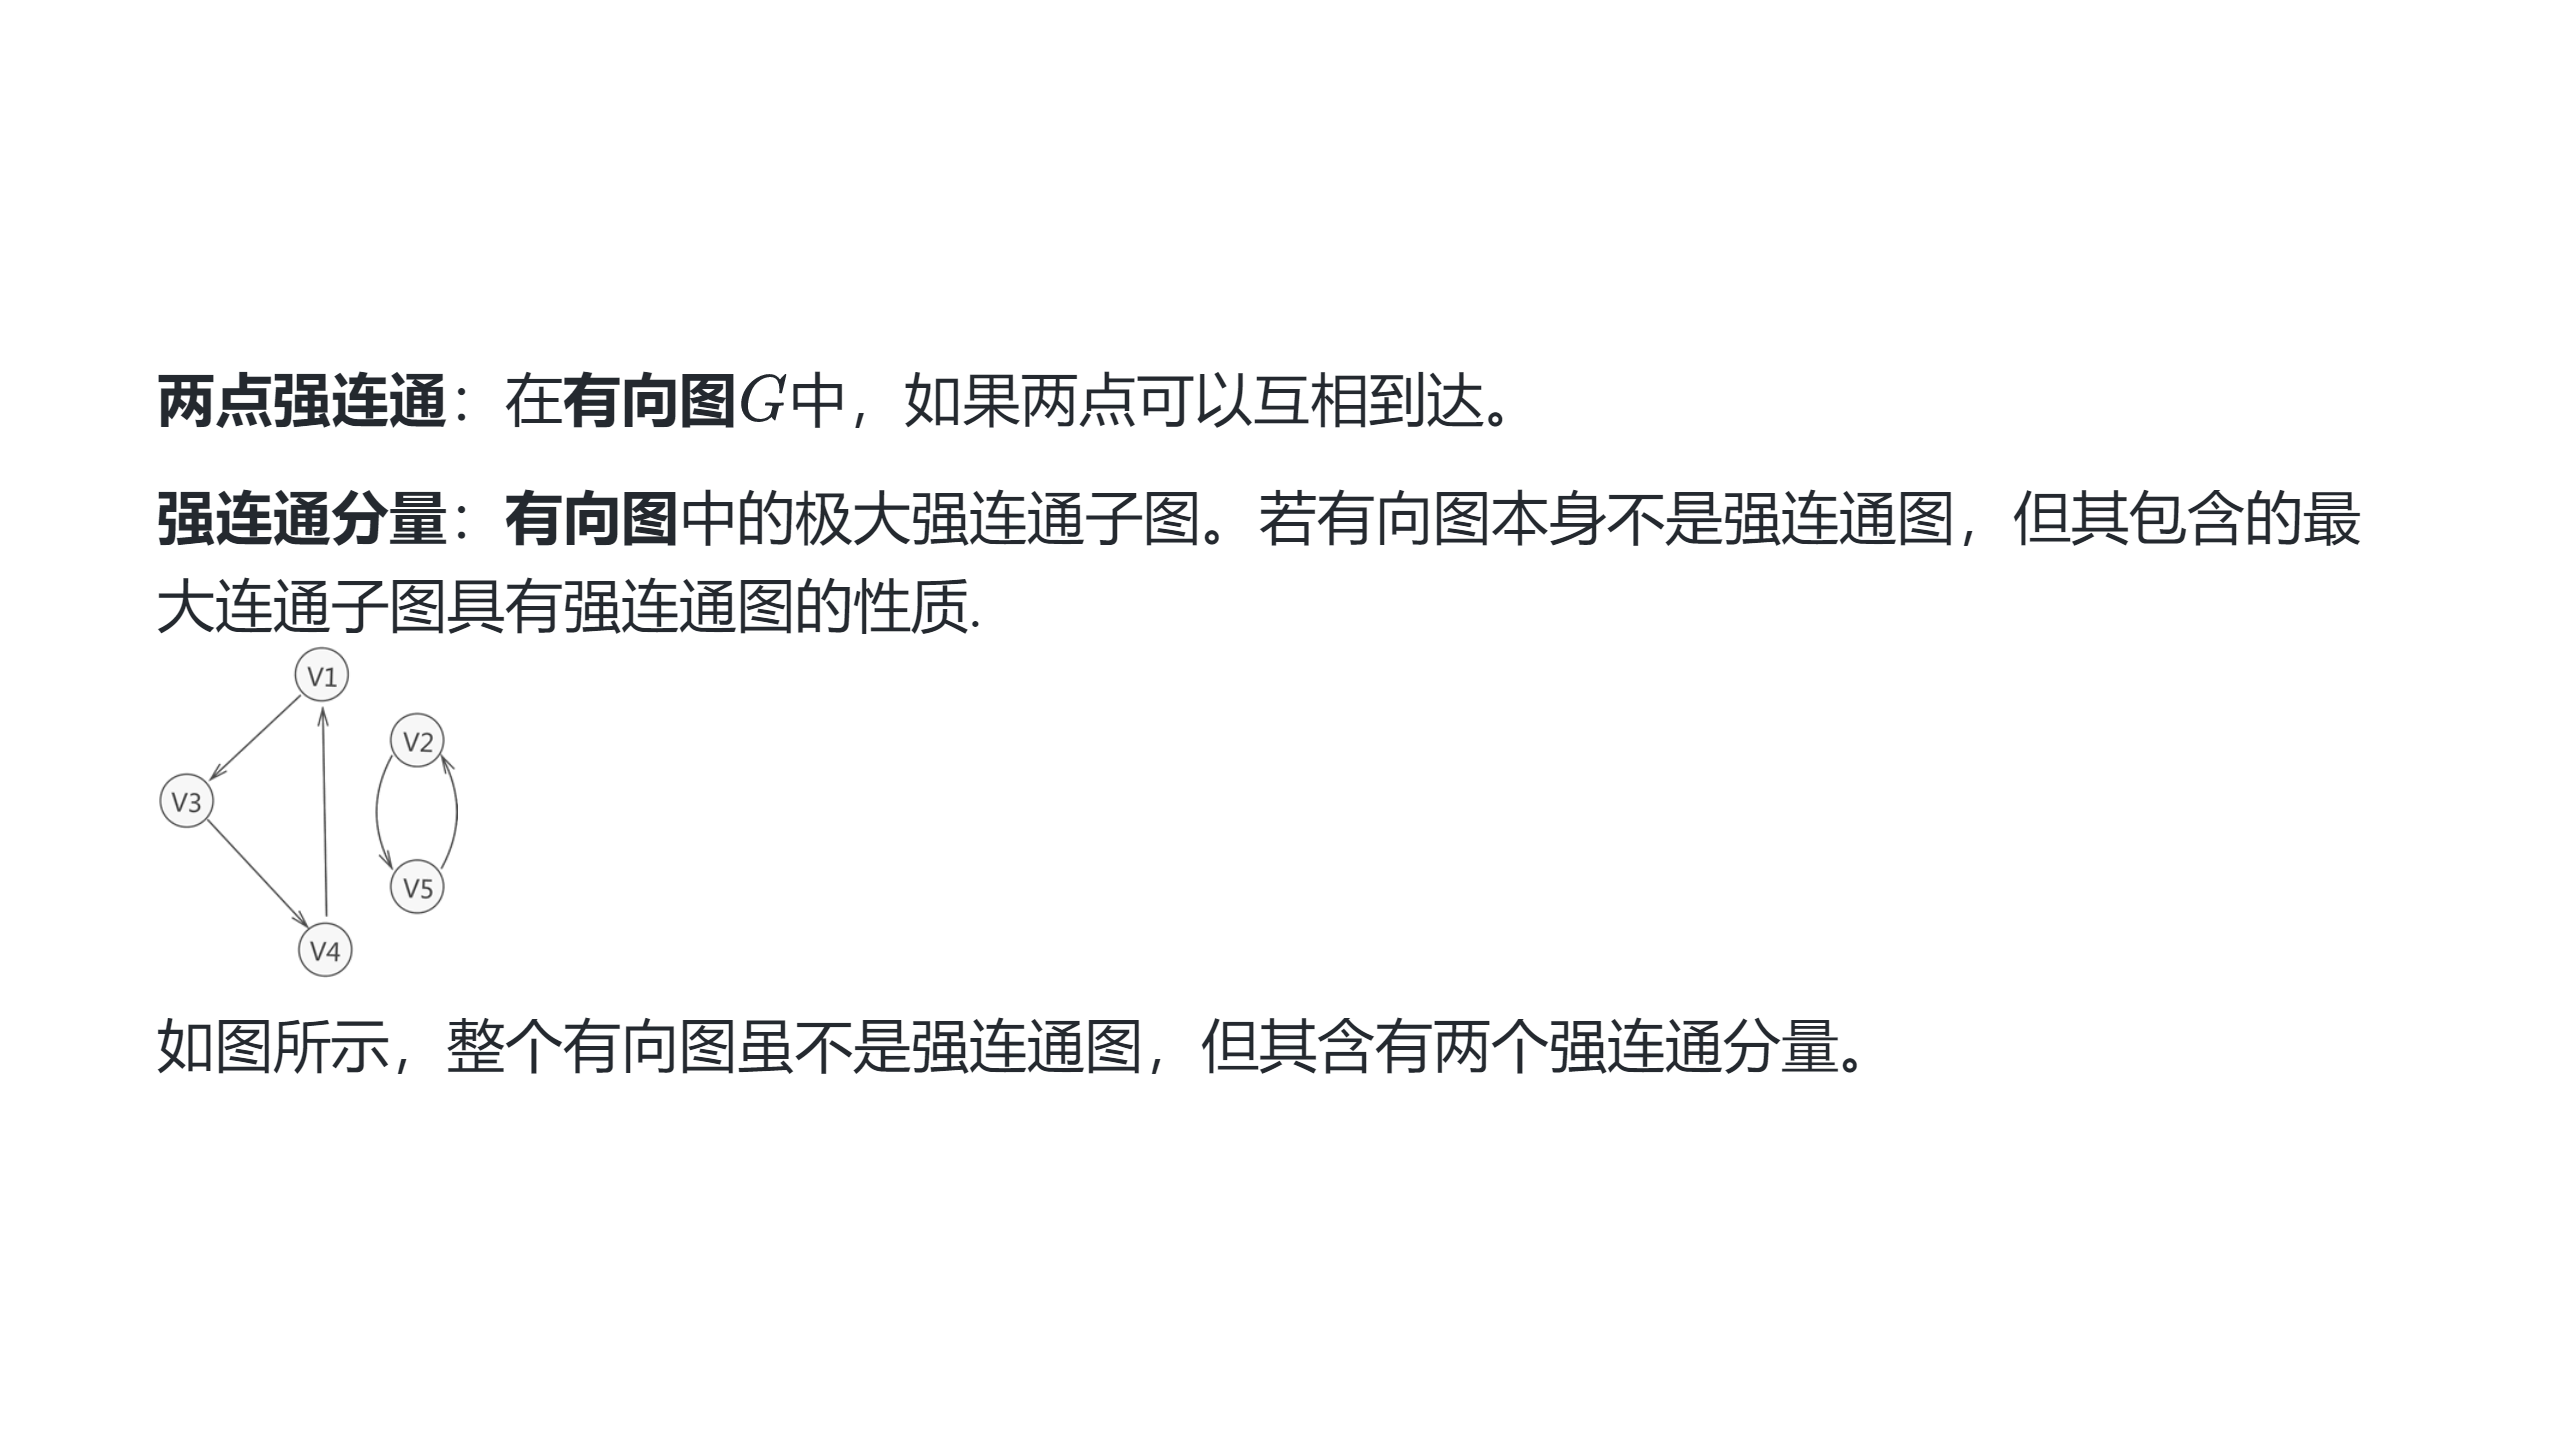 两点强连通：在有向图G中，如果两点可以互相到达。
强连通分量：有向图中的极大强连通子图。若有向图本身不是强连通图，但其包含的最
大连通子图具有强连通图的性质.
V1
V2
V3
V5
V4
如图所示，整个有向图虽不是强连通图，但其含有两个强连通分量。